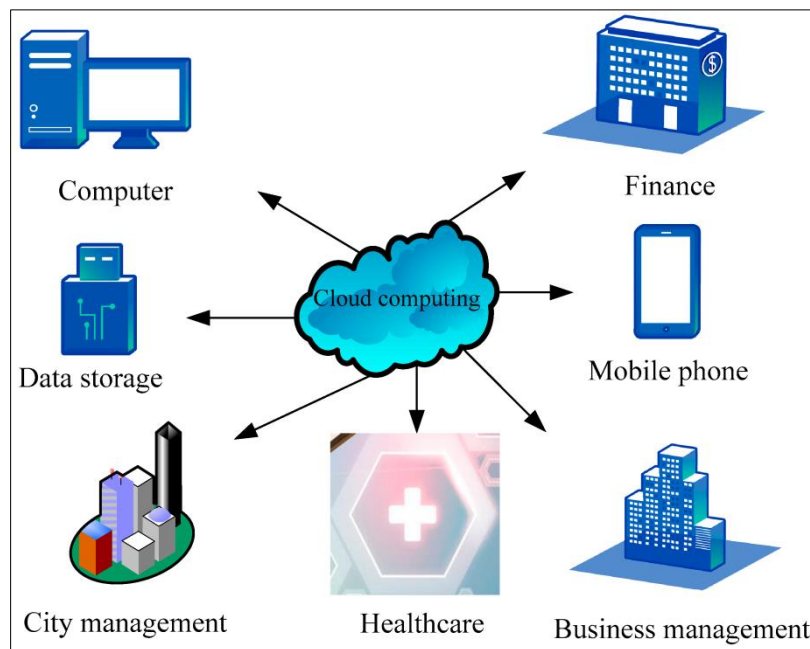 Computer
Finance
Cloud computing
Data storage
Mobile phone
City management
Healthcare
Business management
$